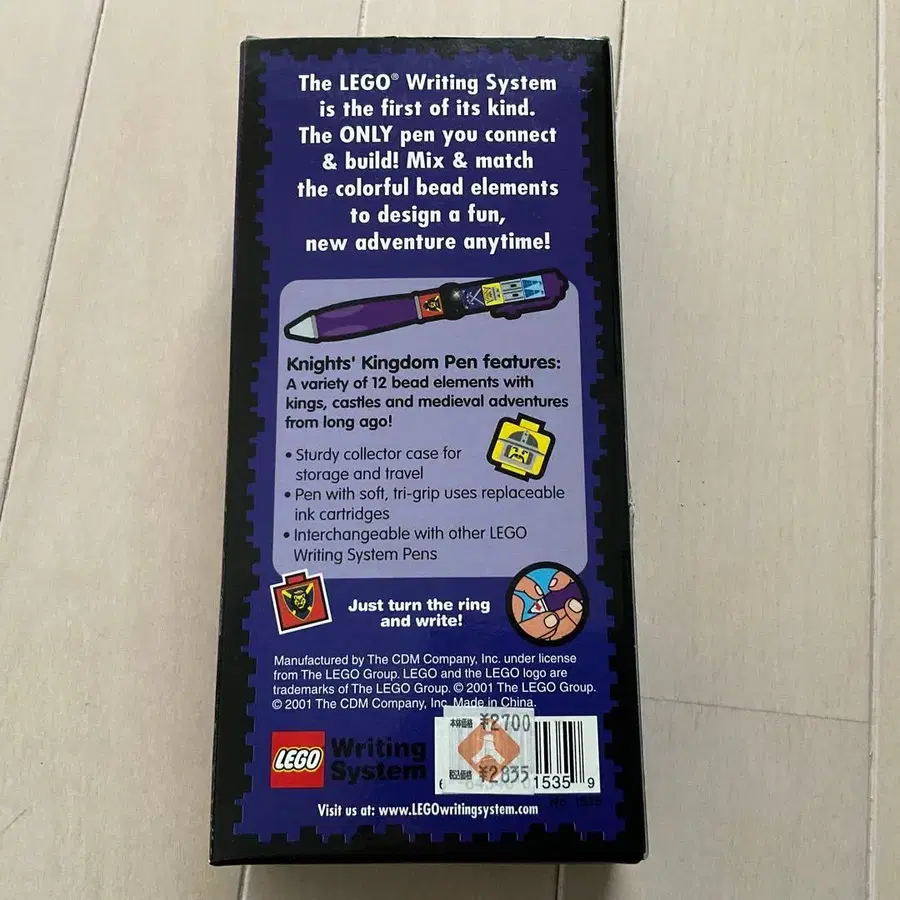 The LEGO® Writing System
is the first of its kind.
The ONLY pen you connect
& build! Mix & match
the colorful bead elements
to design a fun,
new adventure anytime!
Knights' Kingdom Pen features:
A variety of 12 bead elements with
kings, castles and medieval adventures
from long ago!
• Sturdy collector case for
storage and travel
• Pen with soft, tri-grip uses replaceable
ink cartridges
• Interchangeable with other LEGO
Writing System Pens
Just turn the ring
and write!
Manufactured by The CDM Company, Inc. under license
from The LEGO Group. LEGO and the LEGO logo are
trademarks of The LEGO Group. © 2001 The LEGO Group.
© 2001 The CDM Company, Inc. Made in China.
本体価格 ¥2700
税込価格 ¥2835
LEGO Writing
System
6 1535 9
No. 1535
Visit us at: www.LEGOwritingsystem.com